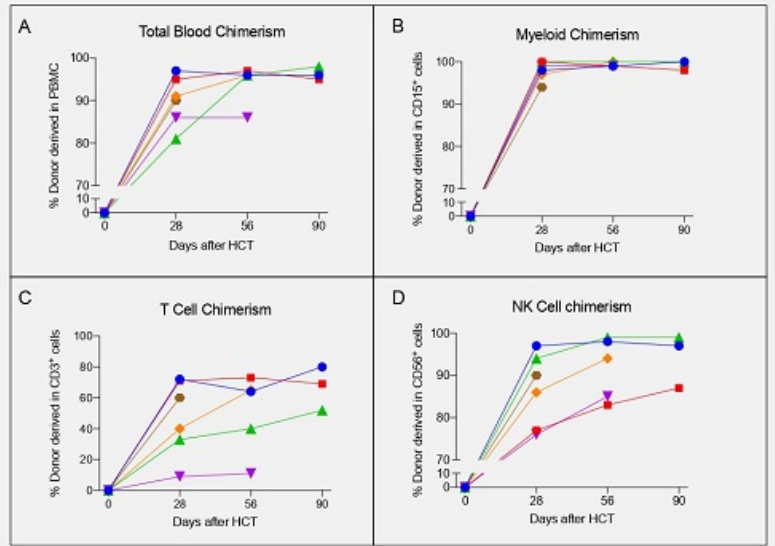 A
Total Blood Chimerism
% Donor derived in PBMC
100
90
80
70
10
0
0 28 56 90
Days after HCT
B
Myeloid Chimerism
% Donor derived in CD15⁺ cells
100
90
80
70
10
0
0 28 56 90
Days after HCT
C
T Cell Chimerism
% Donor derived in CD3⁺ cells
100
80
60
40
20
0
0 28 56 90
Days after HCT
D
NK Cell chimerism
% Donor derived in CD56⁺ cells
100
90
80
70
10
0
0 28 56 90
Days after HCT